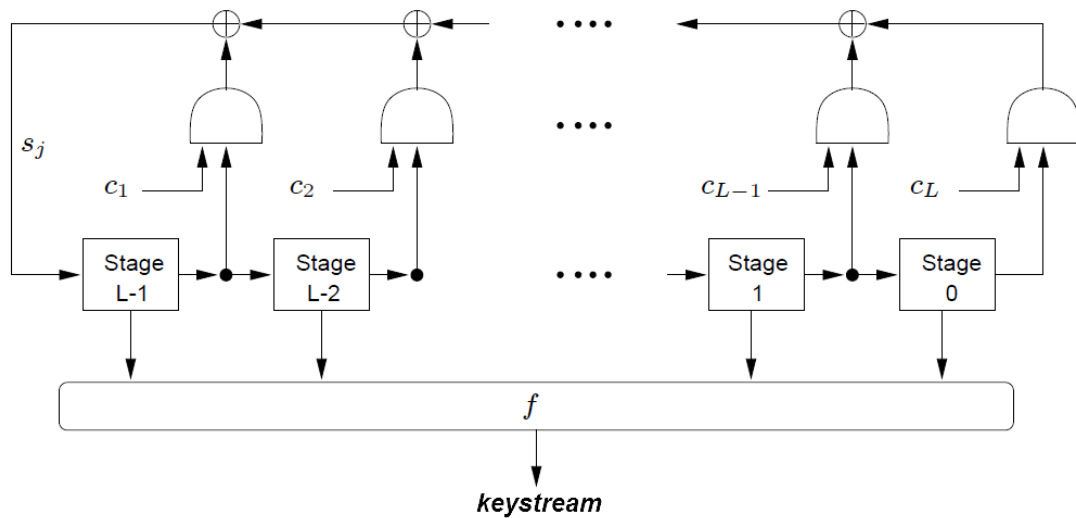 s_j
c_1
c_2
c_{L-1}
c_L
Stage
L-1
Stage
L-2
Stage
1
Stage
0
f
keystream